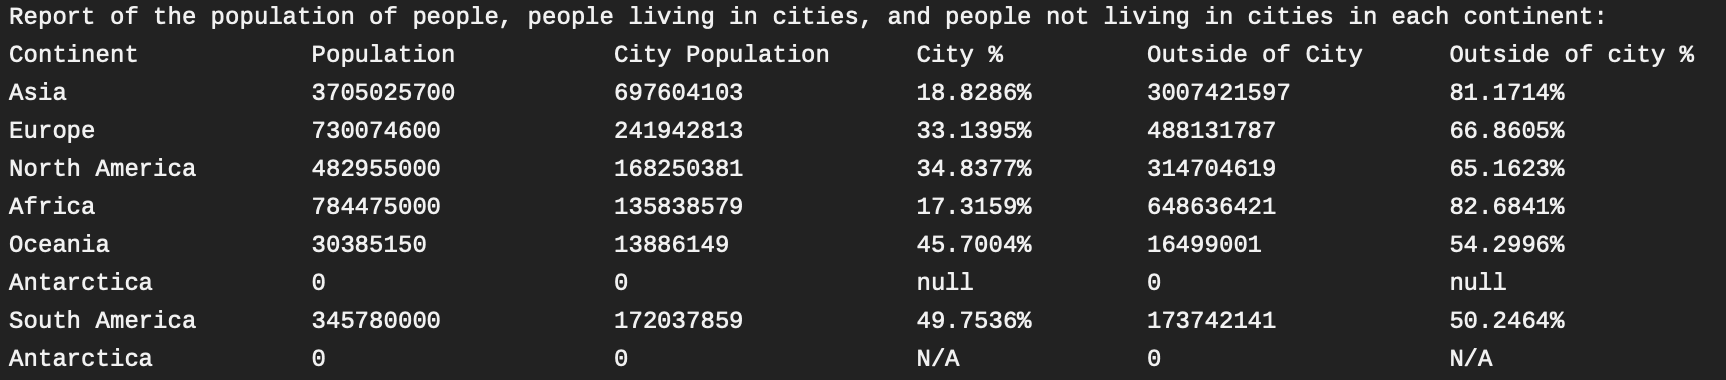 Report of the population of people, people living in cities, and people not living in cities in each continent:
Continent Population City Population City % Outside of City Outside of city %
Asia 3705025700 697604103 18.8286% 3007421597 81.1714%
Europe 730074600 241942813 33.1395% 488131787 66.8605%
North America 482955000 168250381 34.8377% 314704619 65.1623%
Africa 784475000 135838579 17.3159% 648636421 82.6841%
Oceania 30385150 13886149 45.7004% 16499001 54.2996%
Antarctica 0 0 null 0 null
South America 345780000 172037859 49.7536% 173742141 50.2464%
Antarctica 0 0 N/A 0 N/A